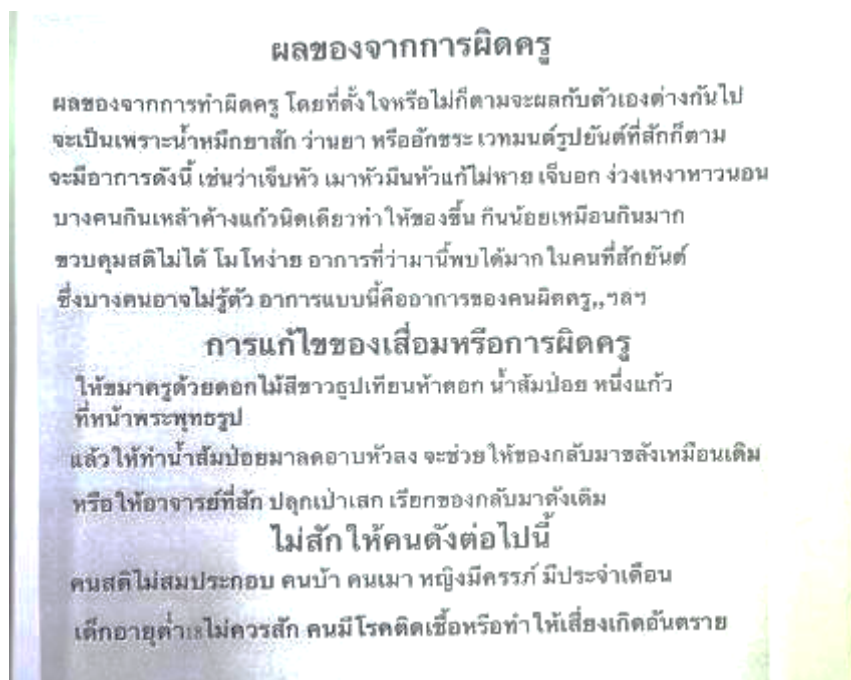 ผลของจากการผิดครู
ผลของจากการทำผิดครู โดยที่ตั้งใจหรือไม่ก็ตามจะผลกับตัวเองต่างกันไป
จะเป็นเพราะน้ำหมึกยาสัก ว่านยา หรืออักขระ เวทมนต์รูปยันต์ที่สักก็ตาม
จะมีอาการดังนี้ เช่นว่าเจ็บหัว เมาหัวมึนหัวแก้ไม่หาย เจ็บอก ง่วงเหงาหาวนอน
บางคนกินเหล้าค้างแก้วนิดเดียวทำให้ของขึ้น กินน้อยเหมือนกินมาก
ขวบคุมสติไม่ได้ โมโหง่าย อาการที่ว่ามานี้พบได้มากในคนที่สักยันต์
ซึ่งบางคนอาจไม่รู้ตัว อาการแบบนี้คืออาการของคนผิดครู,,ฯลฯ
การแก้ไขของเสื่อมหรือการผิดครู
ให้ขมาครูด้วยดอกไม้สีขาวธูปเทียนห้าดอก น้ำส้มป่อย หนึ่งแก้ว
ที่หน้าพระพุทธรูป
แล้วให้ทำน้ำส้มป่อยมาลดอาบหัวลง จะช่วยให้ของกลับมาขลังเหมือนเดิม
หรือให้อาจารย์ที่สัก ปลุกเป่าเสก เรียกของกลับมาดังเดิม
ไม่สักให้คนดังต่อไปนี้
คนสติไม่สมประกอบ คนบ้า คนเมา หญิงมีครรภ์ มีประจำเดือน
เด็กอายุต่ำ18ไม่ควรสัก คนมีโรคติดเชื้อหรือทำให้เสี่ยงเกิดอันตราย